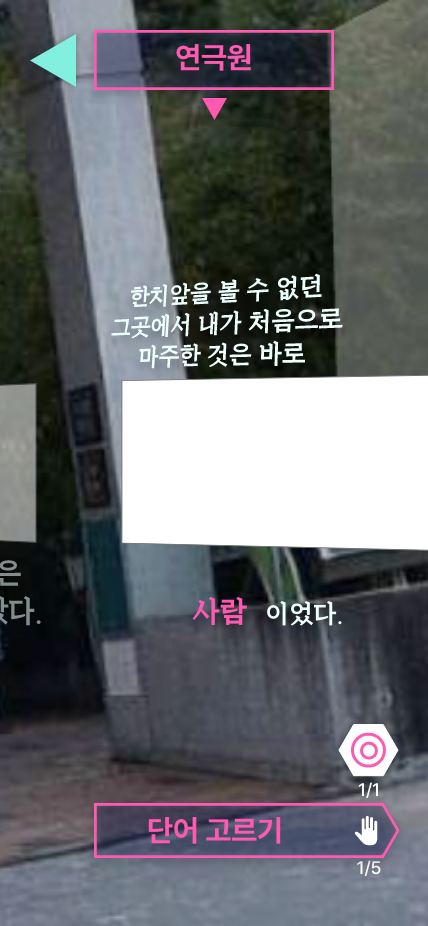 연극원
한치앞을 볼 수 없던
그곳에서 내가 처음으로
마주한 것은 바로
은
다.
사람 이었다.
1/1
단어 고르기
1/5